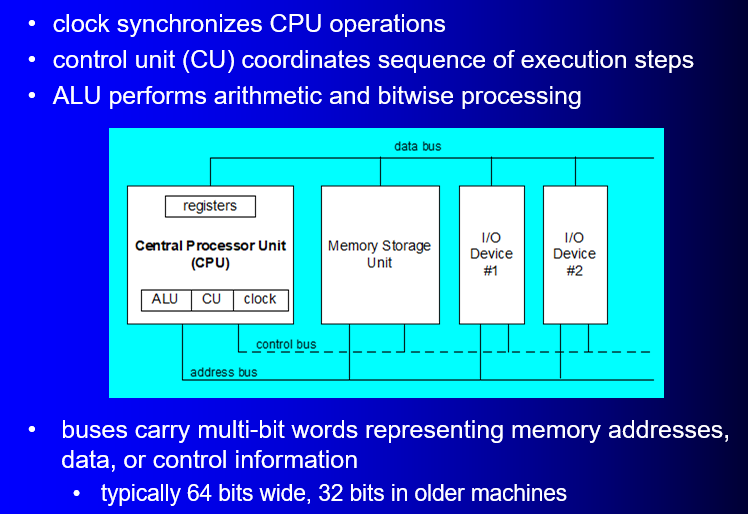 • clock synchronizes CPU operations
• control unit (CU) coordinates sequence of execution steps
• ALU performs arithmetic and bitwise processing
data bus
registers
Central Processor Unit
(CPU)
ALU CU clock
Memory Storage
Unit
I/O
Device
#1
I/O
Device
#2
control bus
address bus
• buses carry multi-bit words representing memory addresses,
data, or control information
• typically 64 bits wide, 32 bits in older machines